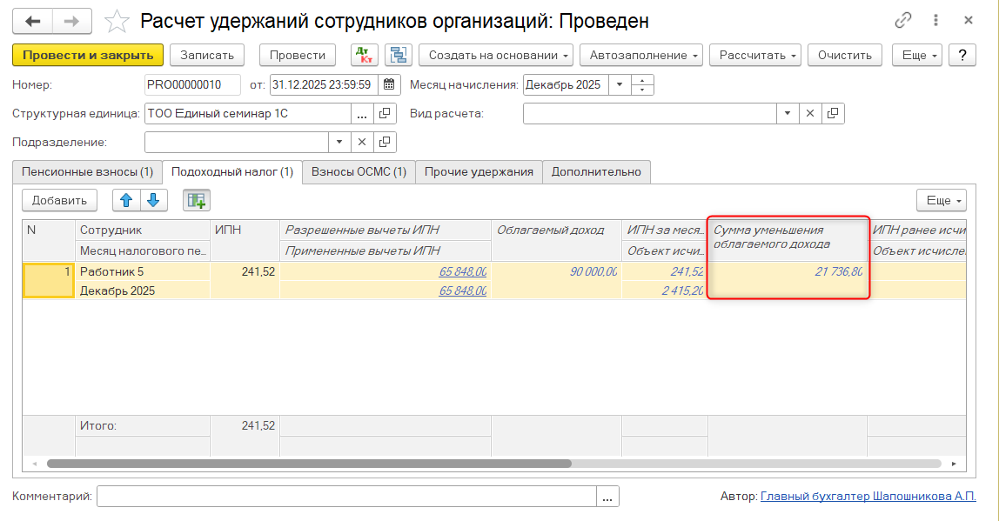 Расчет удержаний сотрудников организаций: Проведен
Провести и закрыть Записать Провести Дт Кт Создать на основании Автозаполнение Рассчитать Очистить Еще ?
Номер: PRO00000010 от: 31.12.2025 23:59:59 Месяц начисления: Декабрь 2025
Структурная единица: ТОО Единый семинар 1С ... Вид расчета:
Подразделение:
Пенсионные взносы (1) Подоходный налог (1) Взносы ОСМС (1) Прочие удержания Дополнительно
Добавить Еще
N Сотрудник ИПН Разрешенные вычеты ИПН Облагаемый доход ИПН за меся... Сумма уменьшения облагаемого дохода ИПН ранее исчи
Месяц налогового пе... Примененные вычеты ИПН Объект исчи... Объект исчисле
1 Работник 5 241,52 65 848,00 90 000,00 241,52 21 736,80
Декабрь 2025 65 848,00 2 415,20
Итого: 241,52
Комментарий: ... Автор: Главный бухгалтер Шапошникова А.П.